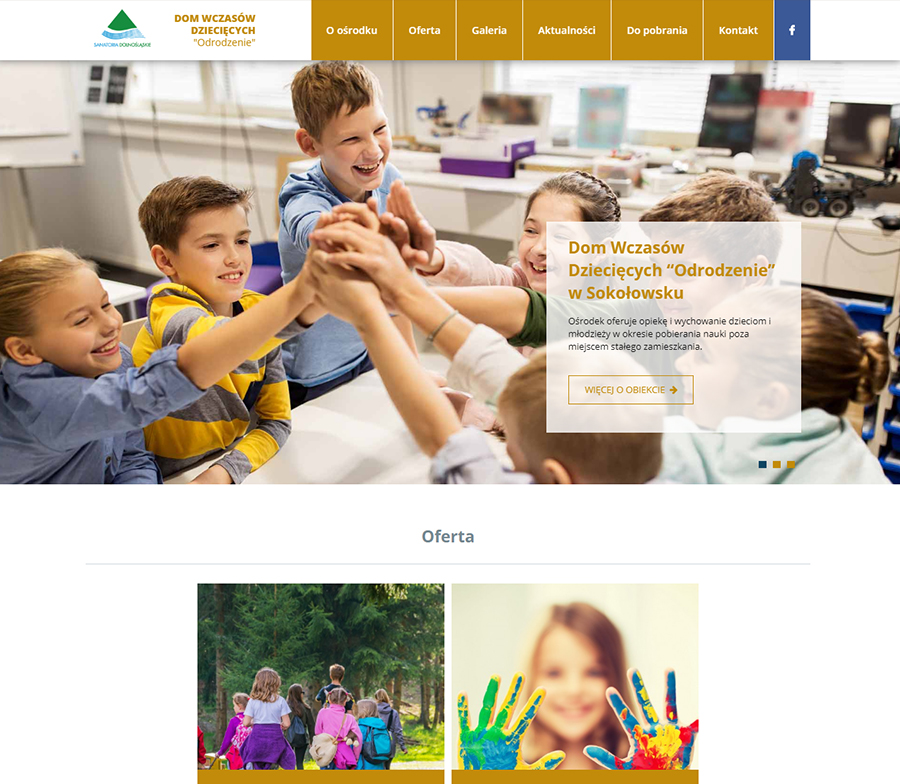 SANATORIA DOLNOŚLĄSKIE
DOM WCZASÓW
DZIECIĘCYCH
"Odrodzenie"
O ośrodku
Oferta
Galeria
Aktualności
Do pobrania
Kontakt
f
Dom Wczasów
Dziecięcych “Odrodzenie”
w Sokołowsku
Ośrodek oferuje opiekę i wychowanie dzieciom i
młodzieży w okresie pobierania nauki poza
miejscem stałego zamieszkania.
WIĘCEJ O OBIEKCIE
Oferta